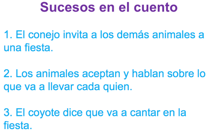 Sucesos en el cuento
1. El conejo invita a los demás animales a
una fiesta.
2. Los animales aceptan y hablan sobre lo
que va a llevar cada quien.
3. El coyote dice que va a cantar en la
fiesta.